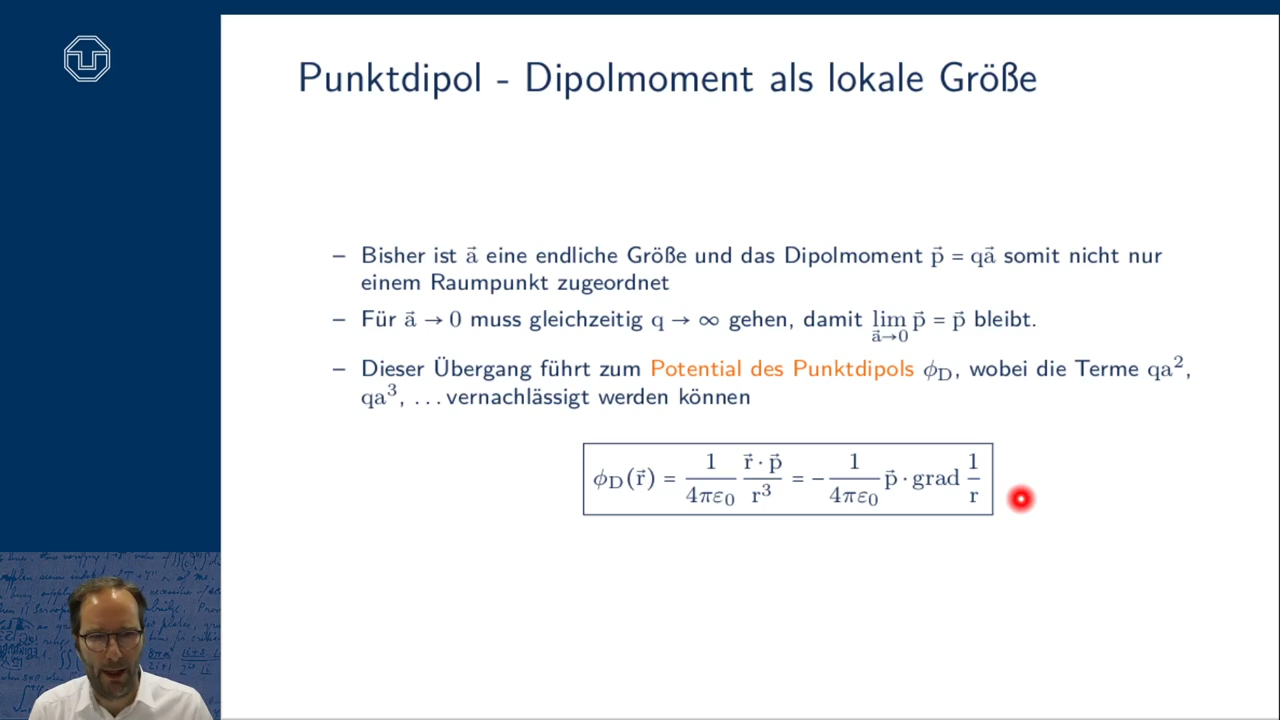 Punktdipol - Dipolmoment als lokale Größe
– Bisher ist a⃗ eine endliche Größe und das Dipolmoment p⃗ = qa⃗ somit nicht nur
einem Raumpunkt zugeordnet
– Für a⃗ → 0 muss gleichzeitig q → ∞ gehen, damit lim_{a⃗→0} p⃗ = p⃗ bleibt.
– Dieser Übergang führt zum Potential des Punktdipols ϕ_D, wobei die Terme qa²,
qa³, ... vernachlässigt werden können
ϕ_D(r⃗) = 1/(4πε₀) (r⃗ · p⃗)/r³ = − 1/(4πε₀) p⃗ · grad 1/r